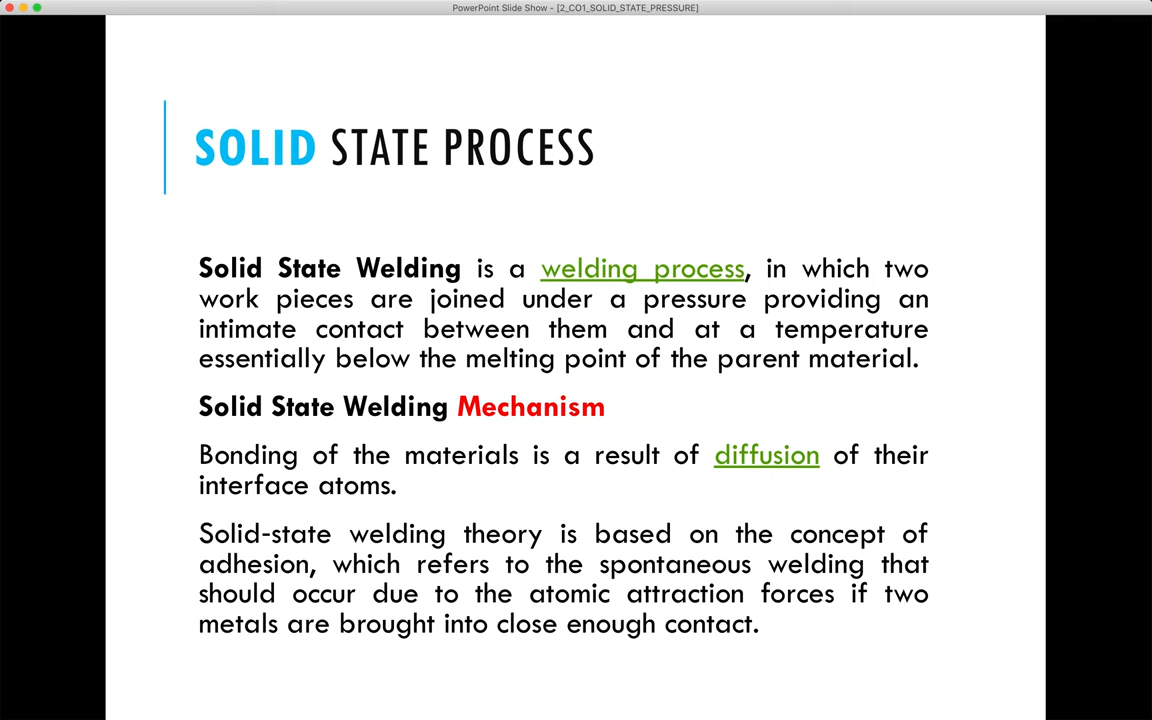 PowerPoint Slide Show - [2_CO1_SOLID_STATE_PRESSURE]
SOLID STATE PROCESS
Solid State Welding is a welding process, in which two
work pieces are joined under a pressure providing an
intimate contact between them and at a temperature
essentially below the melting point of the parent material.
Solid State Welding Mechanism
Bonding of the materials is a result of diffusion of their
interface atoms.
Solid-state welding theory is based on the concept of
adhesion, which refers to the spontaneous welding that
should occur due to the atomic attraction forces if two
metals are brought into close enough contact.